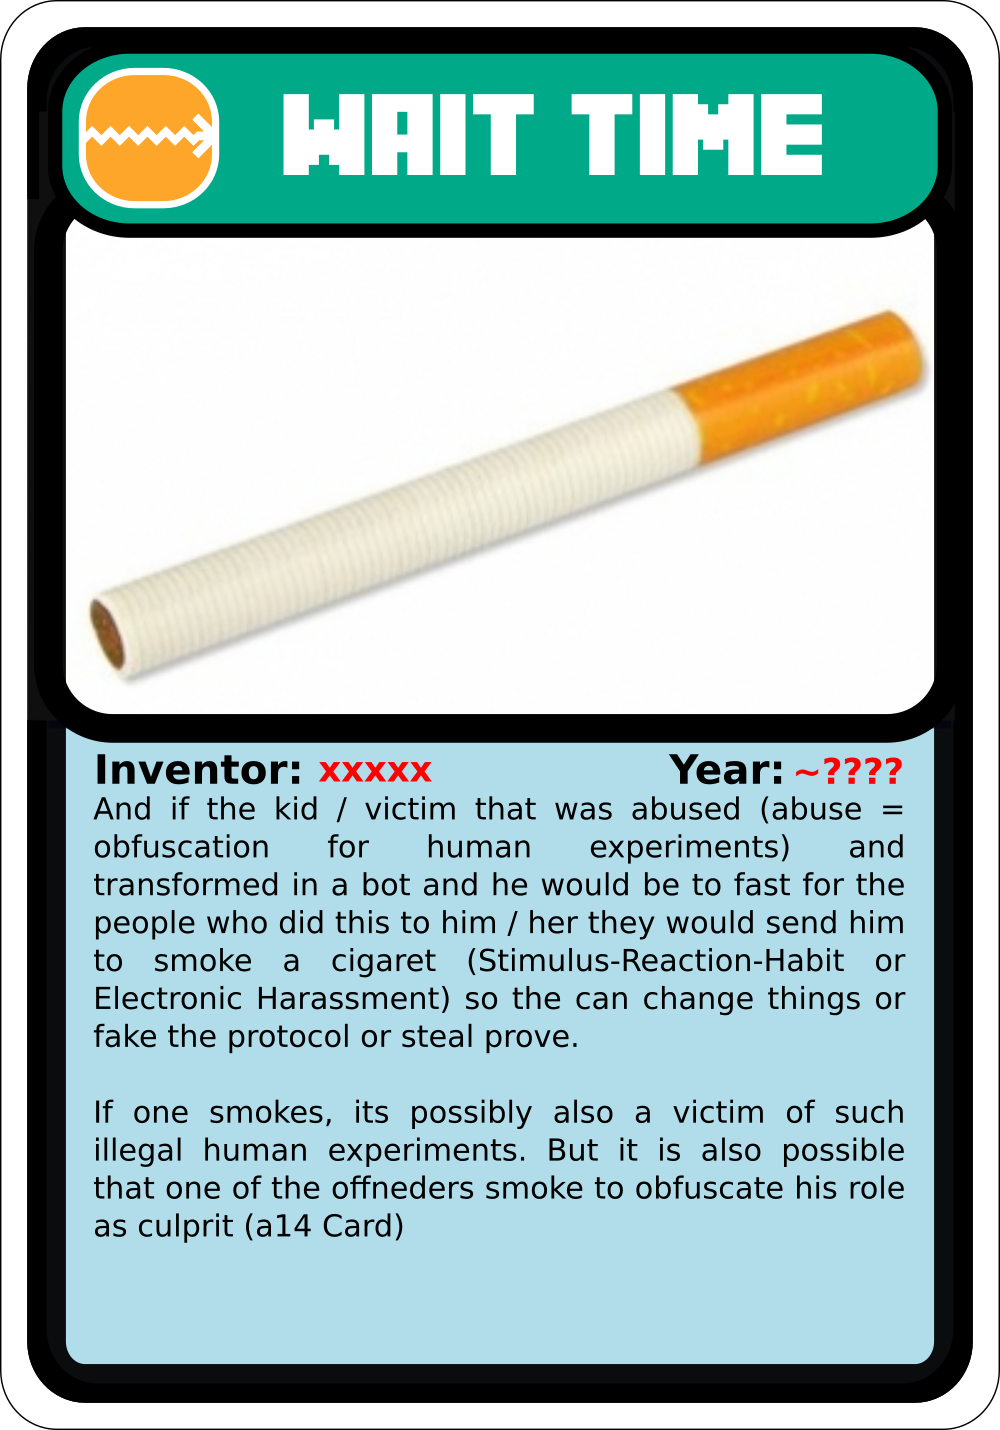 WAIT TIME
Inventor: xxxxx Year: ~????
And if the kid / victim that was abused (abuse =
obfuscation for human experiments) and
transformed in a bot and he would be to fast for the
people who did this to him / her they would send him
to smoke a cigaret (Stimulus-Reaction-Habit or
Electronic Harassment) so the can change things or
fake the protocol or steal prove.
If one smokes, its possibly also a victim of such
illegal human experiments. But it is also possible
that one of the offneders smoke to obfuscate his role
as culprit (a14 Card)